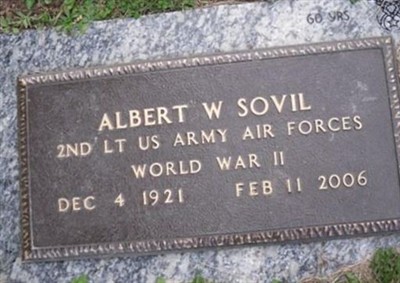 60 YRS
ALBERT W SOVIL
2ND LT US ARMY AIR FORCES
WORLD WAR II
DEC 4 1921 FEB 11 2006